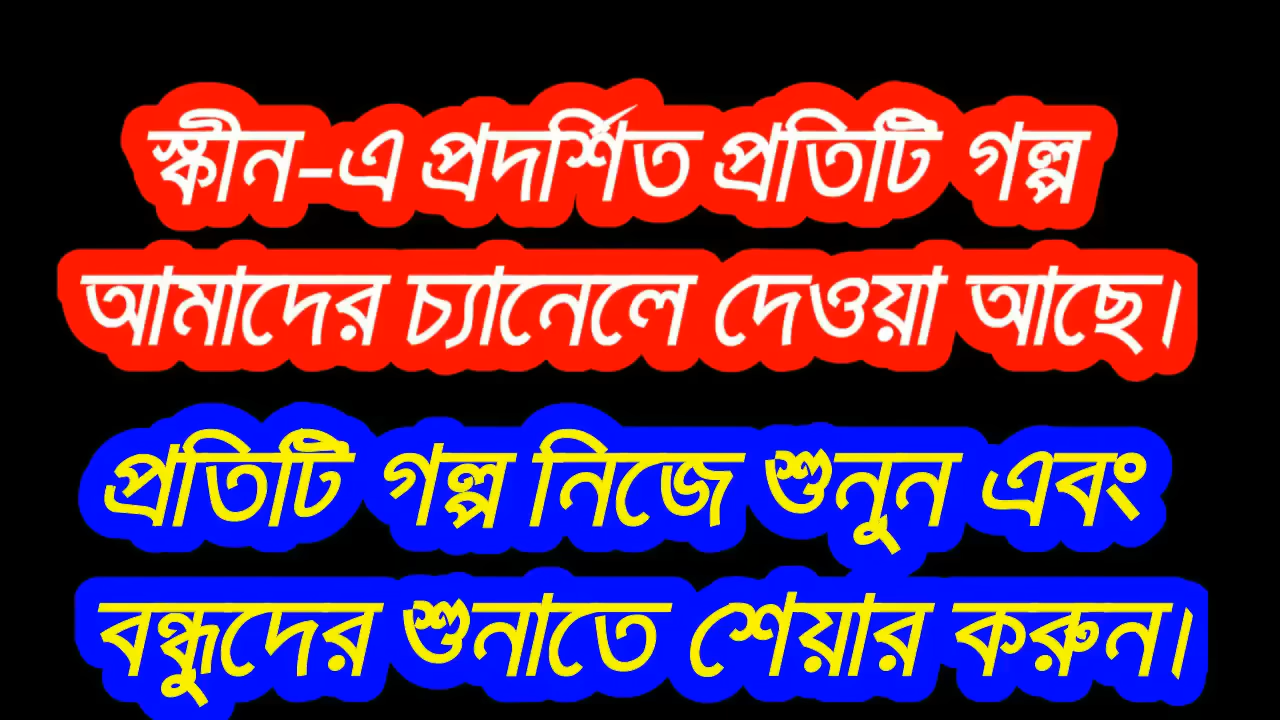 স্কীন-এ প্রদর্শিত প্রতিটি গল্প
আমাদের চ্যানেলে দেওয়া আছে।
প্রতিটি গল্প নিজে শুনুন এবং
বন্ধুদের শুনাতে শেয়ার করুন।